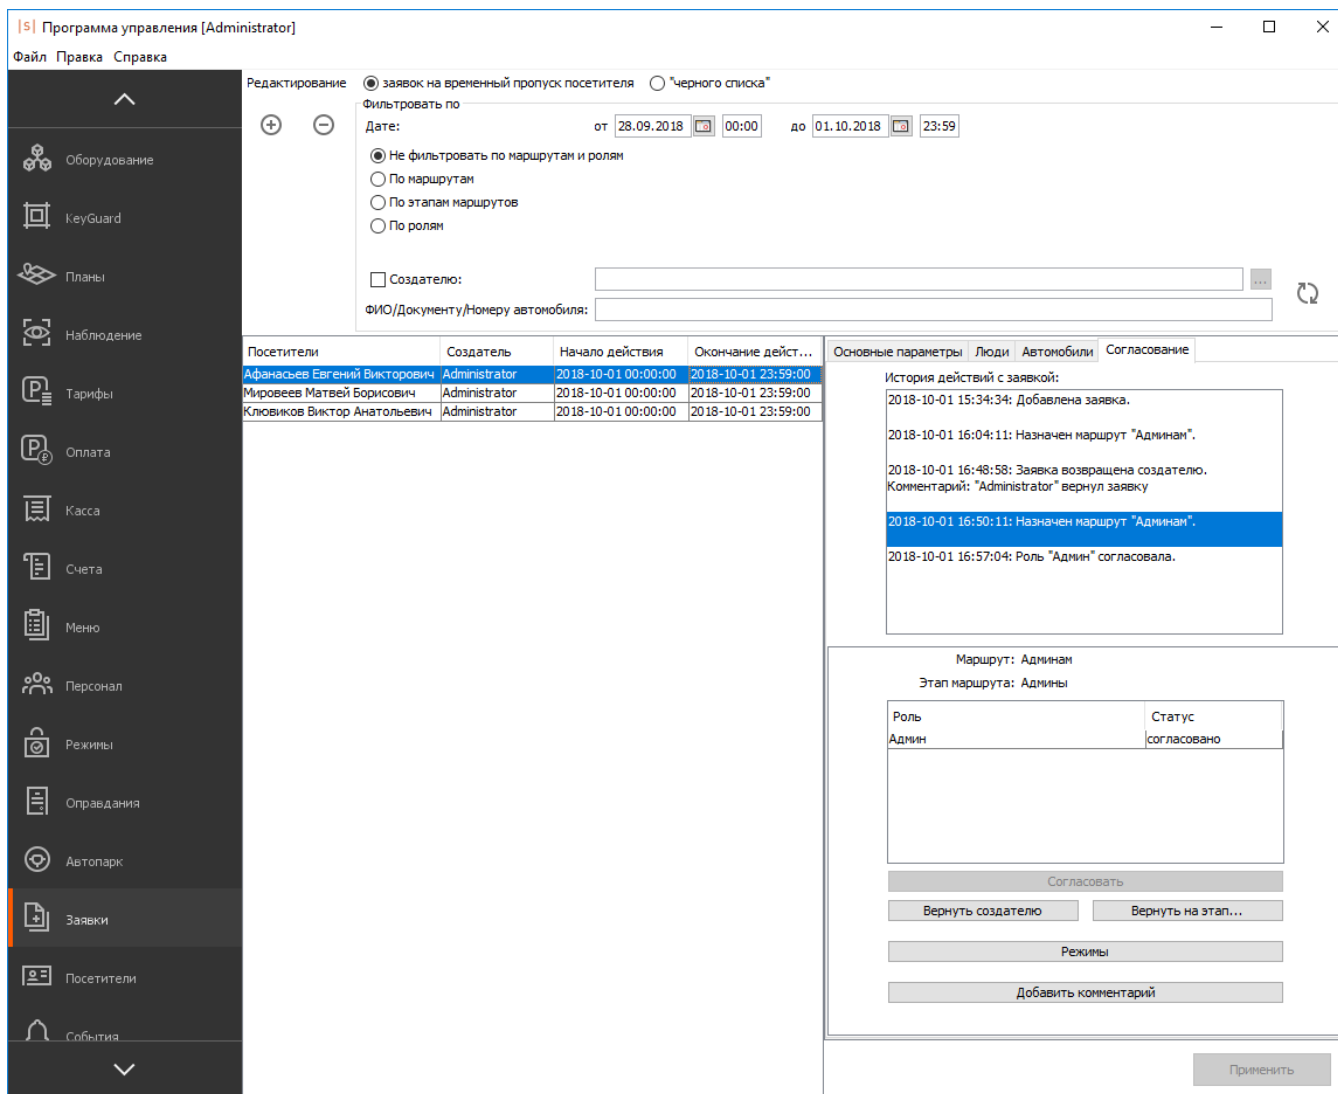 |S| Программа управления [Administrator]
Файл Правка Справка
Редактирование заявок на временный пропуск посетителя "черного списка"
Фильтровать по
Дате: от 28.09.2018 00:00 до 01.10.2018 23:59
Не фильтровать по маршрутам и ролям
По маршрутам
По этапам маршрутов
По ролям
Создателю: ...
ФИО/Документу/Номеру автомобиля:
Оборудование
KeyGuard
Планы
Наблюдение
Тарифы
Оплата
Касса
Счета
Меню
Персонал
Режимы
Оправдания
Автопарк
Заявки
Посетители
События
Посетители Создатель Начало действия Окончание дейст...
Афанасьев Евгений Викторович Administrator 2018-10-01 00:00:00 2018-10-01 23:59:00
Мировеев Матвей Борисович Administrator 2018-10-01 00:00:00 2018-10-01 23:59:00
Клювиков Виктор Анатольевич Administrator 2018-10-01 00:00:00 2018-10-01 23:59:00
Основные параметры Люди Автомобили Согласование
История действий с заявкой:
2018-10-01 15:34:34: Добавлена заявка.
2018-10-01 16:04:11: Назначен маршрут "Админам".
2018-10-01 16:48:58: Заявка возвращена создателю.
Комментарий: "Administrator" вернул заявку
2018-10-01 16:50:11: Назначен маршрут "Админам".
2018-10-01 16:57:04: Роль "Админ" согласовала.
Маршрут: Админам
Этап маршрута: Админы
Роль Статус
Админ согласовано
Согласовать
Вернуть создателю Вернуть на этап...
Режимы
Добавить комментарий
Применить